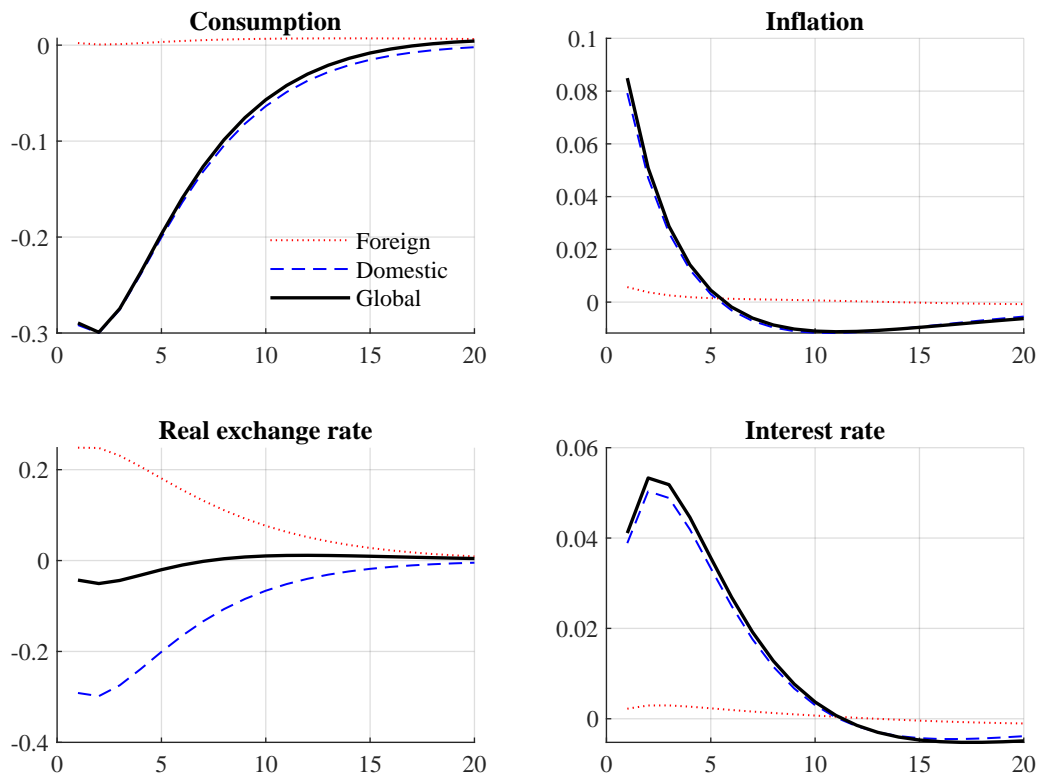 Consumption
0
-0.1
-0.2
-0.3
0 5 10 15 20
Foreign
Domestic
Global
Inflation
0.1
0.08
0.06
0.04
0.02
0
0 5 10 15 20
Real exchange rate
0.2
0
-0.2
-0.4
0 5 10 15 20
Interest rate
0.06
0.04
0.02
0
0 5 10 15 20